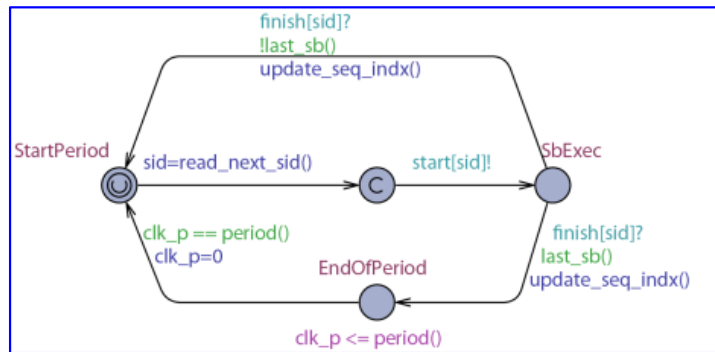 finish[sid]?
!last_sb()
update_seq_indx()
StartPeriod
sid=read_next_sid()
C
start[sid]!
SbExec
U
clk_p == period()
clk_p=0
EndOfPeriod
finish[sid]?
last_sb()
update_seq_indx()
clk_p <= period()